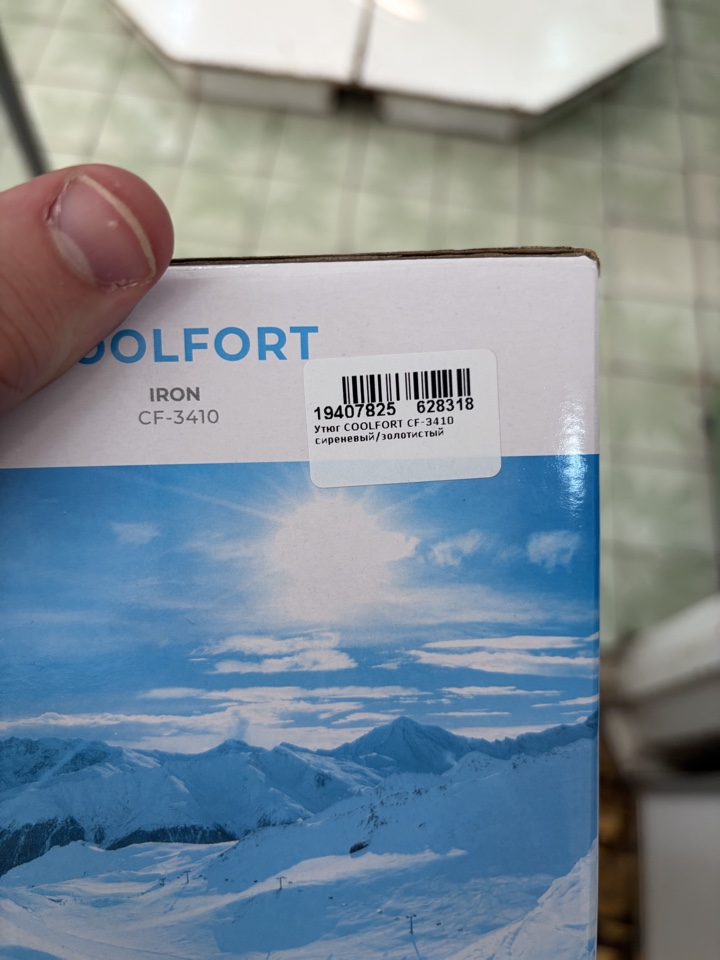 OOLFORT
IRON
CF-3410
19407825 628318
Утюг COOLFORT CF-3410
сиреневый/золотистый